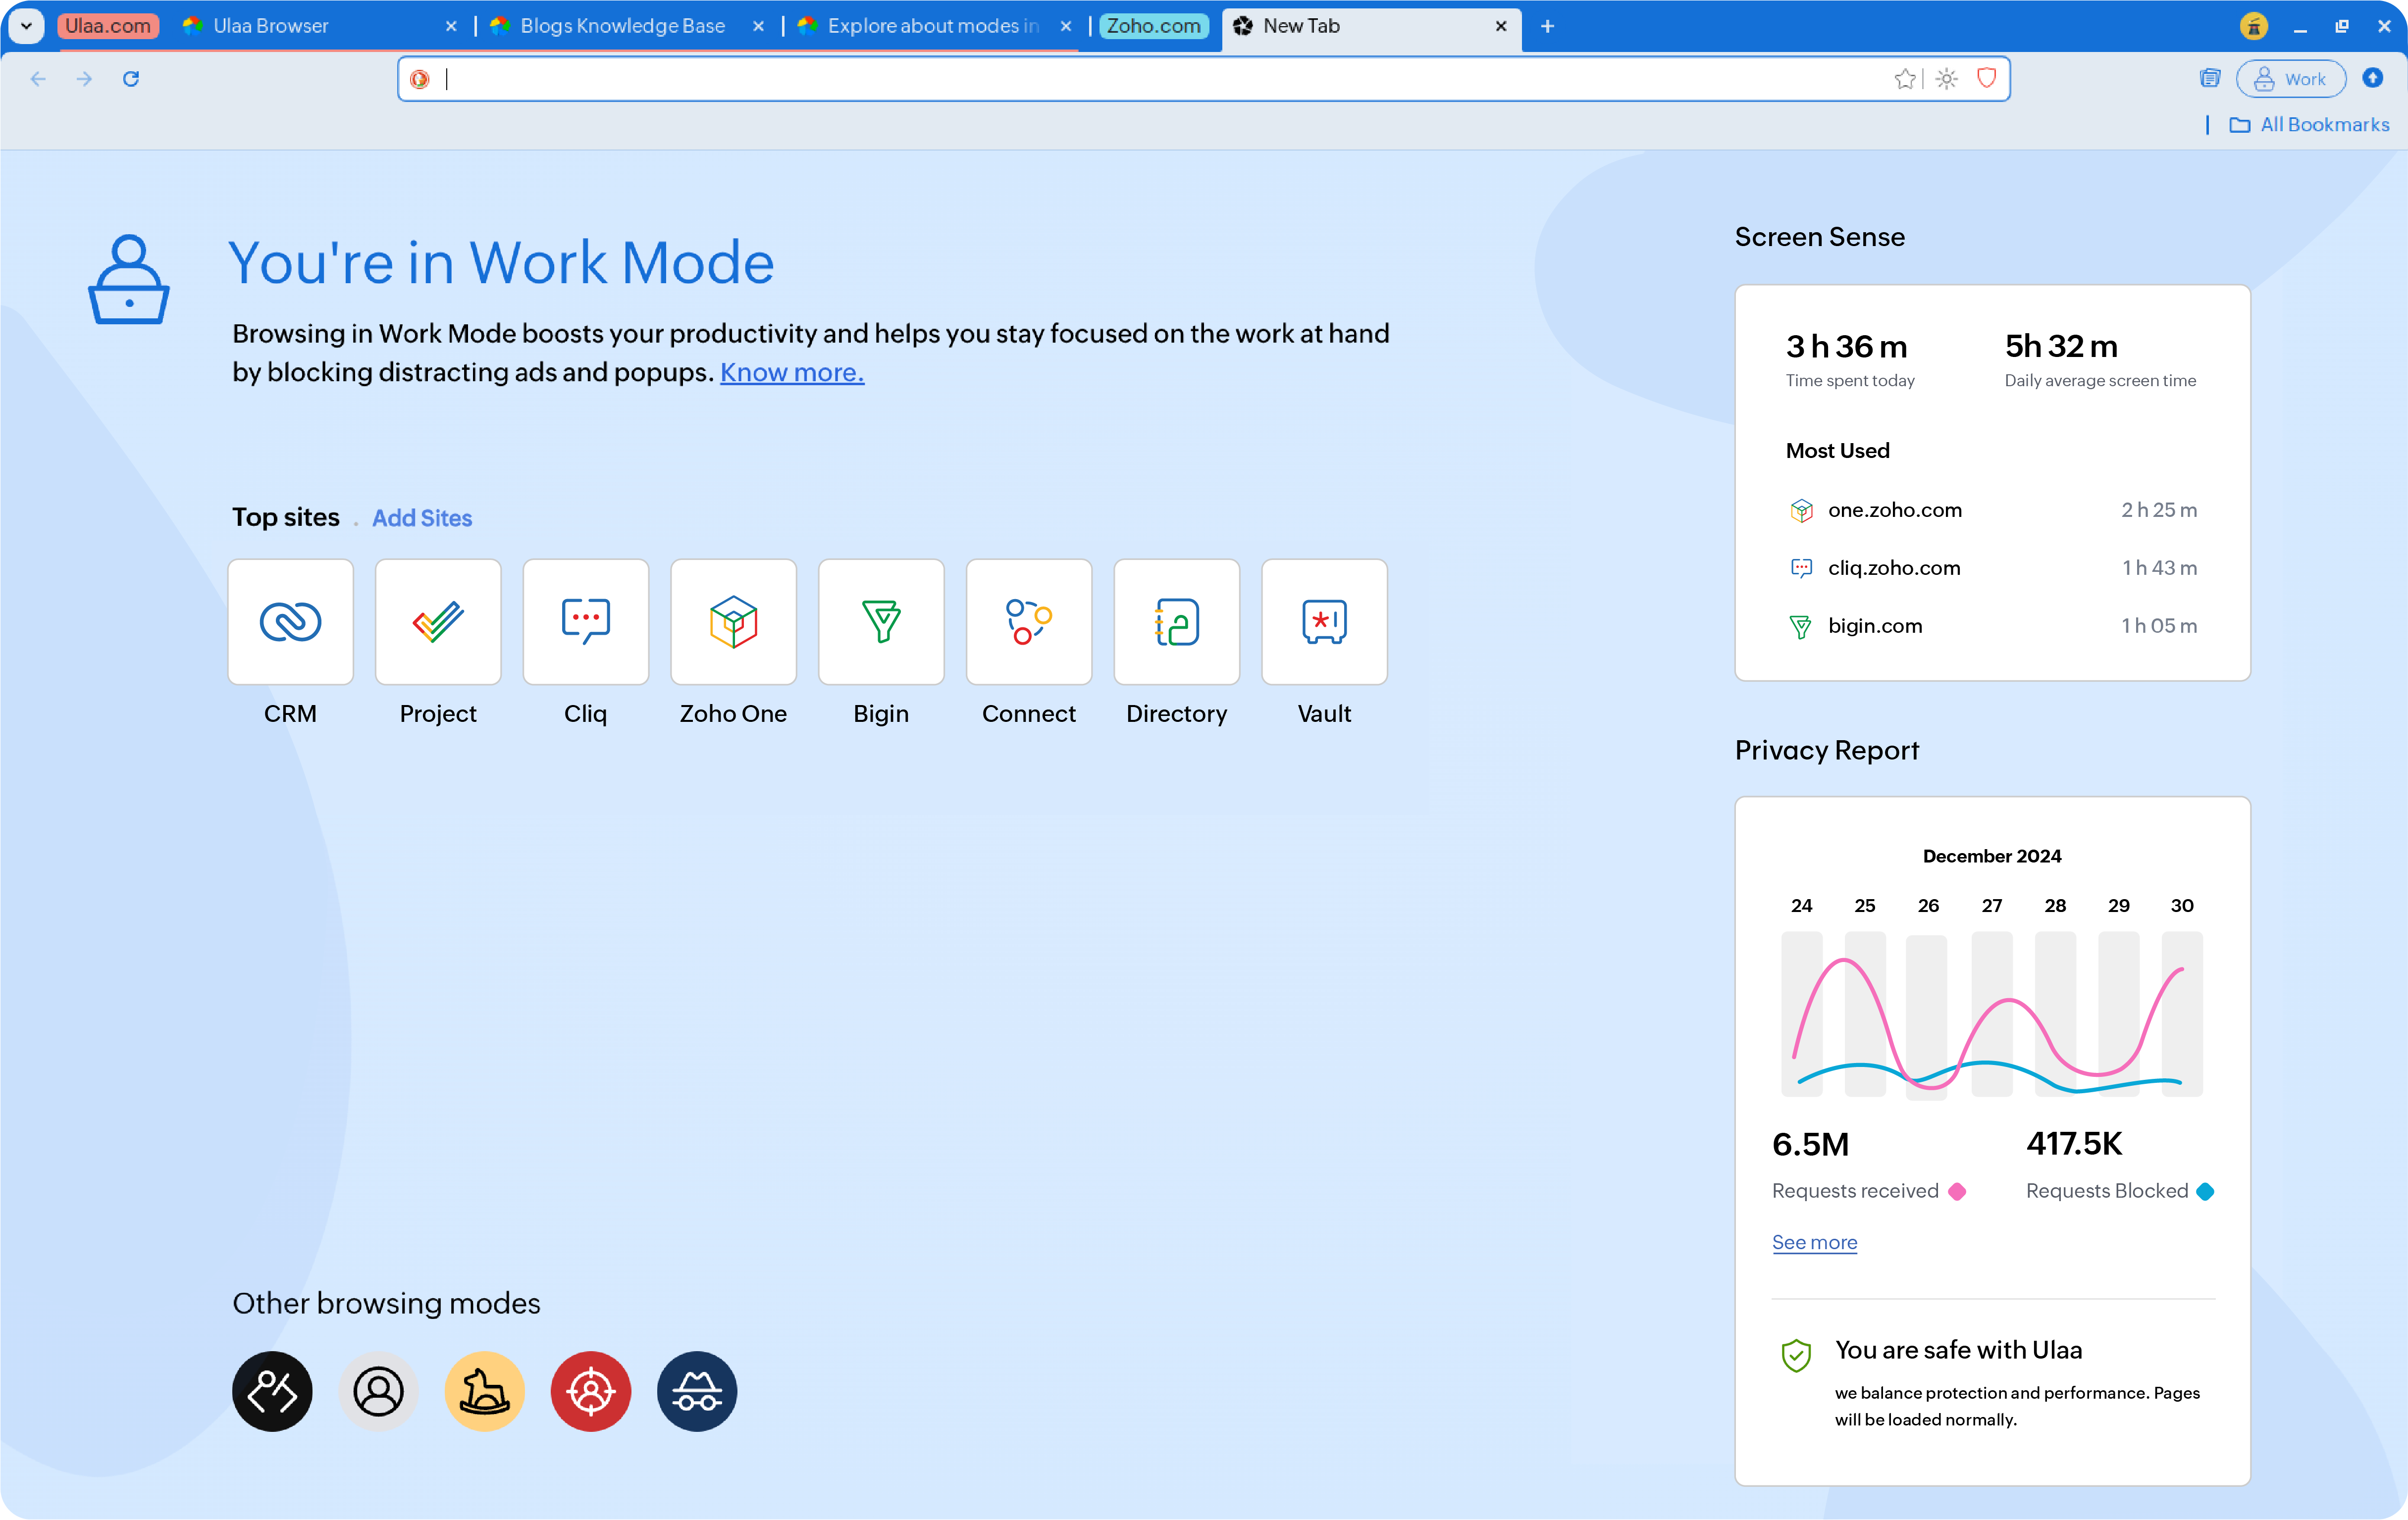 Ulaa.com
Ulaa Browser
Blogs Knowledge Base
Explore about modes in
Zoho.com
New Tab
Work
All Bookmarks
You're in Work Mode
Browsing in Work Mode boosts your productivity and helps you stay focused on the work at hand
by blocking distracting ads and popups. Know more.
Top sites . Add Sites
CRM
Project
Cliq
Zoho One
Bigin
Connect
Directory
Vault
Other browsing modes
Screen Sense
3 h 36 m
5h 32 m
Time spent today
Daily average screen time
Most Used
one.zoho.com 2 h 25 m
cliq.zoho.com 1 h 43 m
bigin.com 1 h 05 m
Privacy Report
December 2024
24 25 26 27 28 29 30
6.5M
417.5K
Requests received
Requests Blocked
See more
You are safe with Ulaa
we balance protection and performance. Pages
will be loaded normally.